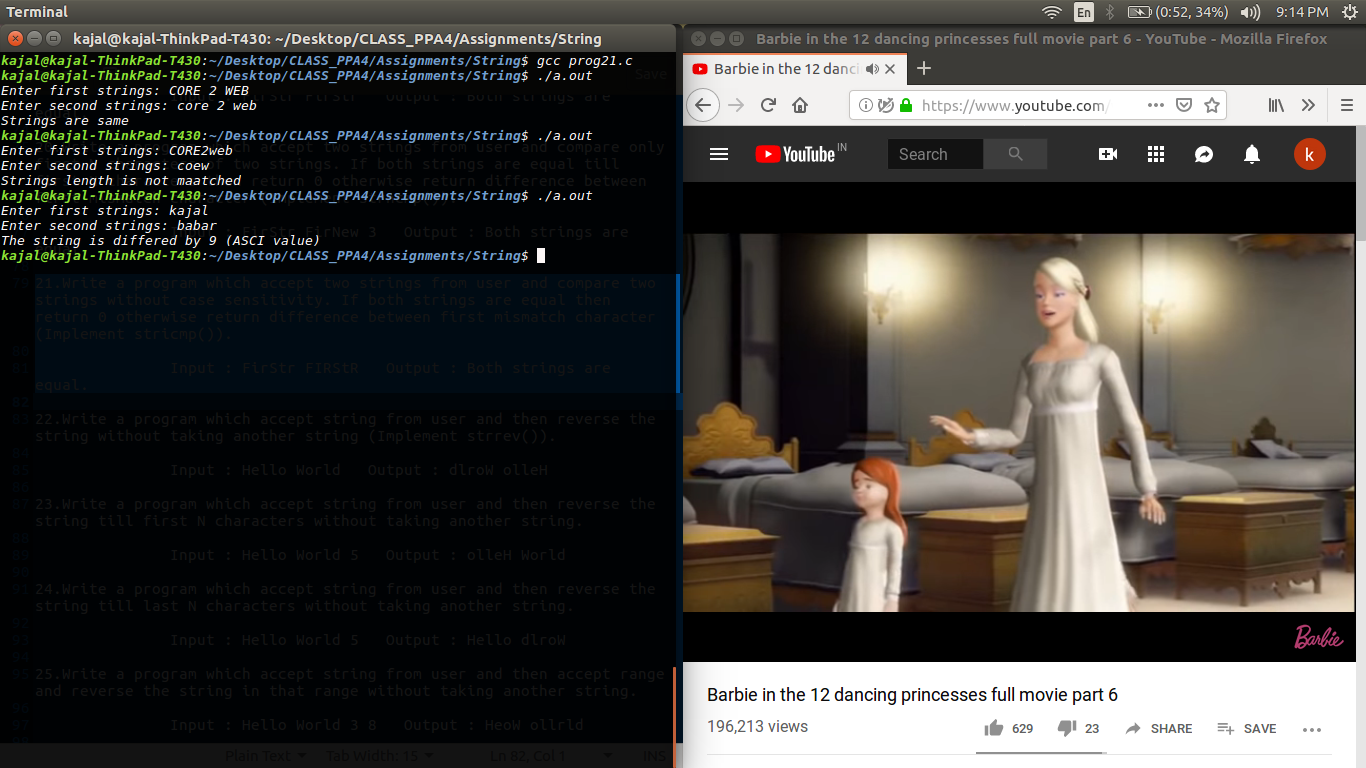 Terminal
En
(0:52, 34%)
9:14 PM
kajal@kajal-ThinkPad-T430: ~/Desktop/CLASS_PPA4/Assignments/String
kajal@kajal-ThinkPad-T430:~/Desktop/CLASS_PPA4/Assignments/String$ gcc prog21.c
kajal@kajal-ThinkPad-T430:~/Desktop/CLASS_PPA4/Assignments/String$ ./a.out
Enter first strings: CORE 2 WEB
Enter second strings: core 2 web
Strings are same
kajal@kajal-ThinkPad-T430:~/Desktop/CLASS_PPA4/Assignments/String$ ./a.out
Enter first strings: CORE2web
Enter second strings: coew
Strings length is not maatched
kajal@kajal-ThinkPad-T430:~/Desktop/CLASS_PPA4/Assignments/String$ ./a.out
Enter first strings: kajal
Enter second strings: babar
The string is differed by 9 (ASCI value)
kajal@kajal-ThinkPad-T430:~/Desktop/CLASS_PPA4/Assignments/String$
21.Write a program which accept two strings from user and compare two
strings without case sensitivity. If both strings are equal then
return 0 otherwise return difference between first mismatch character
(Implement stricmp()).
Input : FirStr FIRStR Output : Both strings are
equal.
22.Write a program which accept string from user and then reverse the
string without taking another string (Implement strrev()).
Input : Hello World Output : dlroW olleH
23.Write a program which accept string from user and then reverse the
string till first N characters without taking another string.
Input : Hello World 5 Output : olleH World
24.Write a program which accept string from user and then reverse the
string till last N characters without taking another string.
Input : Hello World 5 Output : Hello dlroW
25.Write a program which accept string from user and then accept range
and reverse the string in that range without taking another string.
Input : Hello World 3 8 Output : HeoW ollrld
Plain Text Tab Width: 15 Ln 82, Col 1 INS
Barbie in the 12 dancing princesses full movie part 6 - YouTube - Mozilla Firefox
Barbie in the 12 danci
https://www.youtube.com/
YouTube IN
Search
k
Barbie
Barbie in the 12 dancing princesses full movie part 6
196,213 views
629
23
SHARE
SAVE